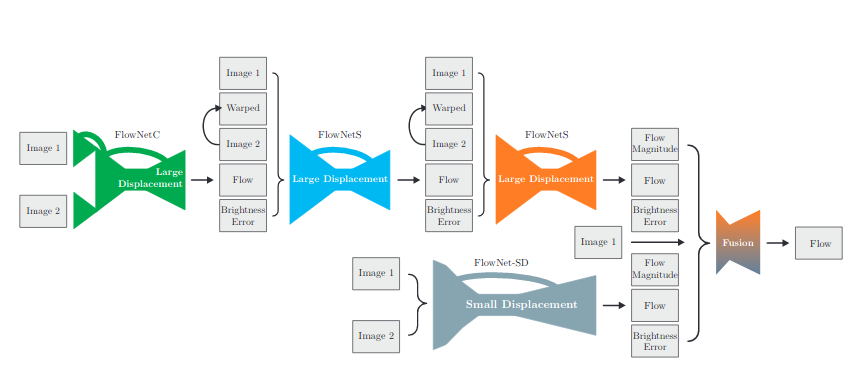 Image 1
Image 2
FlowNetC
Large
Displacement
Image 1
Warped
Image 2
Flow
Brightness
Error
FlowNetS
Large Displacement
Image 1
Warped
Image 2
Flow
Brightness
Error
FlowNetS
Large Displacement
Flow
Magnitude
Flow
Brightness
Error
Image 1
Image 1
Image 2
FlowNet-SD
Small Displacement
Flow
Magnitude
Flow
Brightness
Error
Fusion
Flow